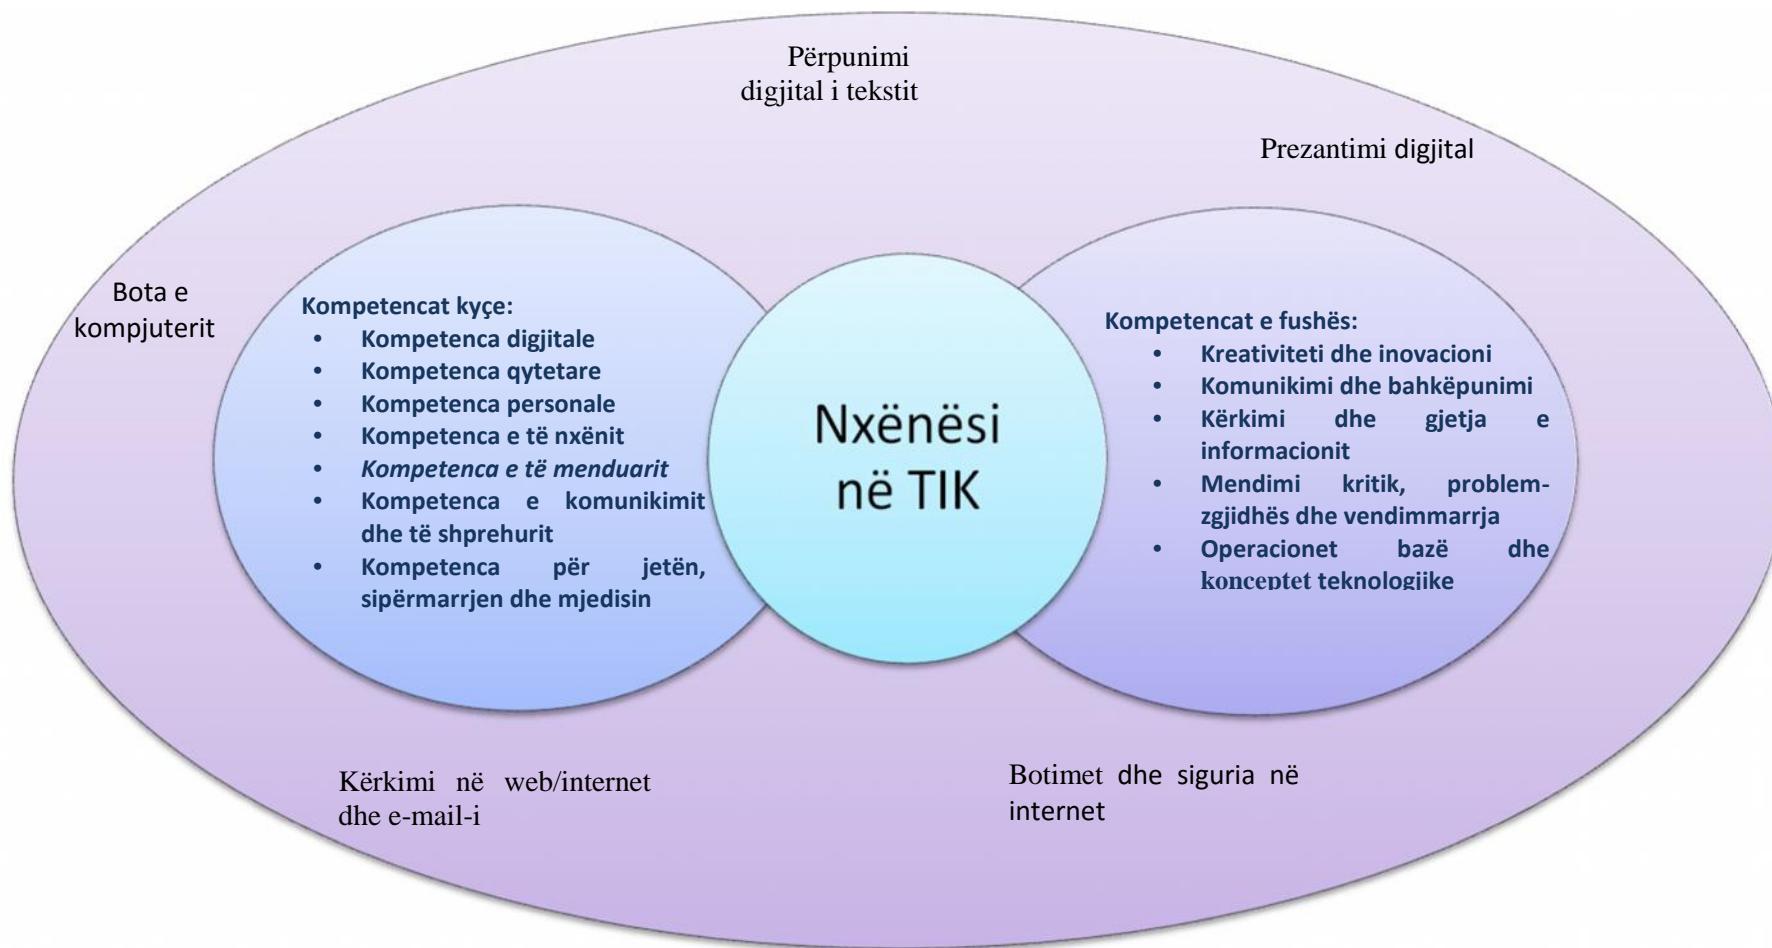 Përpunimi
digjital i tekstit
Prezantimi digjital
Bota e
kompjuterit
Kompetencat kyçe:
• Kompetenca digjitale
• Kompetenca qytetare
• Kompetenca personale
• Kompetenca e të nxënit
• Kompetenca e të menduarit
• Kompetenca e komunikimit
dhe të shprehurit
• Kompetenca për jetën,
sipërmarrjen dhe mjedisin
Nxënësi
në TIK
Kompetencat e fushës:
• Kreativiteti dhe inovacioni
• Komunikimi dhe bahkëpunimi
• Kërkimi dhe gjetja e
informacionit
• Mendimi kritik, problem-
zgjidhës dhe vendimmarrja
• Operacionet bazë dhe
konceptet teknologjike
Kërkimi në web/internet
dhe e-mail-i
Botimet dhe siguria në
internet